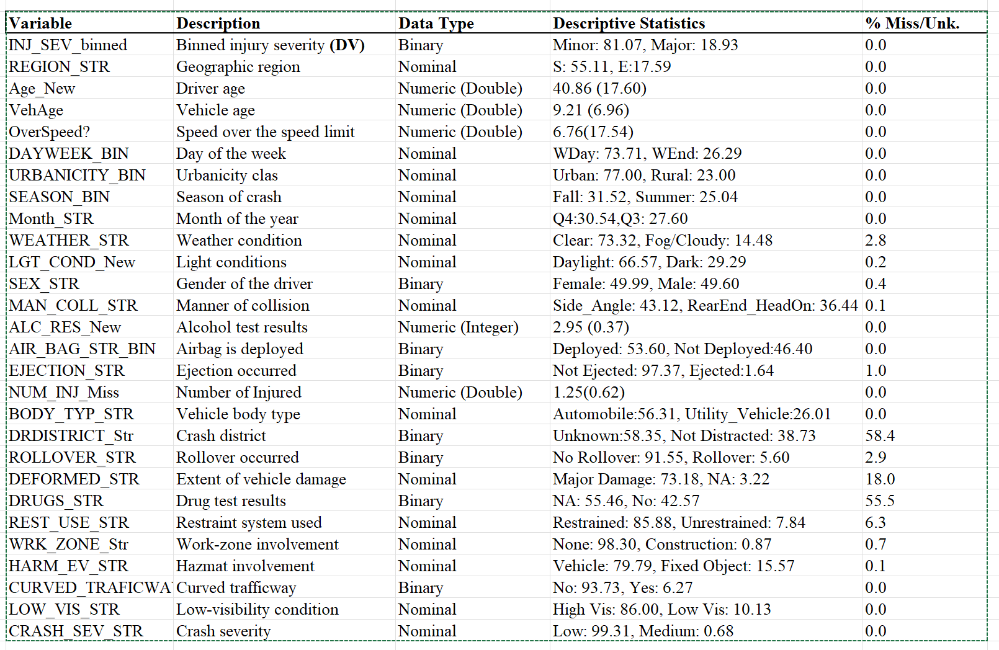 Variable Description Data Type Descriptive Statistics % Miss/Unk.
INJ_SEV_binned Binned injury severity (DV) Binary Minor: 81.07, Major: 18.93 0.0
REGION_STR Geographic region Nominal S: 55.11, E:17.59 0.0
Age_New Driver age Numeric (Double) 40.86 (17.60) 0.0
VehAge Vehicle age Numeric (Double) 9.21 (6.96) 0.0
OverSpeed? Speed over the speed limit Numeric (Double) 6.76(17.54) 0.0
DAYWEEK_BIN Day of the week Nominal WDay: 73.71, WEnd: 26.29 0.0
URBANICITY_BIN Urbanicity clas Nominal Urban: 77.00, Rural: 23.00 0.0
SEASON_BIN Season of crash Nominal Fall: 31.52, Summer: 25.04 0.0
Month_STR Month of the year Nominal Q4:30.54,Q3: 27.60 0.0
WEATHER_STR Weather condition Nominal Clear: 73.32, Fog/Cloudy: 14.48 2.8
LGT_COND_New Light conditions Nominal Daylight: 66.57, Dark: 29.29 0.2
SEX_STR Gender of the driver Binary Female: 49.99, Male: 49.60 0.4
MAN_COLL_STR Manner of collision Nominal Side_Angle: 43.12, RearEnd_HeadOn: 36.44 0.1
ALC_RES_New Alcohol test results Numeric (Integer) 2.95 (0.37) 0.0
AIR_BAG_STR_BIN Airbag is deployed Binary Deployed: 53.60, Not Deployed:46.40 0.0
EJECTION_STR Ejection occurred Binary Not Ejected: 97.37, Ejected:1.64 1.0
NUM_INJ_Miss Number of Injured Numeric (Double) 1.25(0.62) 0.0
BODY_TYP_STR Vehicle body type Nominal Automobile:56.31, Utility_Vehicle:26.01 0.0
DRDISTRICT_Str Crash district Binary Unknown:58.35, Not Distracted: 38.73 58.4
ROLLOVER_STR Rollover occurred Binary No Rollover: 91.55, Rollover: 5.60 2.9
DEFORMED_STR Extent of vehicle damage Nominal Major Damage: 73.18, NA: 3.22 18.0
DRUGS_STR Drug test results Binary NA: 55.46, No: 42.57 55.5
REST_USE_STR Restraint system used Nominal Restrained: 85.88, Unrestrained: 7.84 6.3
WRK_ZONE_Str Work-zone involvement Nominal None: 98.30, Construction: 0.87 0.7
HARM_EV_STR Hazmat involvement Nominal Vehicle: 79.79, Fixed Object: 15.57 0.1
CURVED_TRAFICWAY Curved trafficway Binary No: 93.73, Yes: 6.27 0.0
LOW_VIS_STR Low-visibility condition Nominal High Vis: 86.00, Low Vis: 10.13 0.0
CRASH_SEV_STR Crash severity Nominal Low: 99.31, Medium: 0.68 0.0